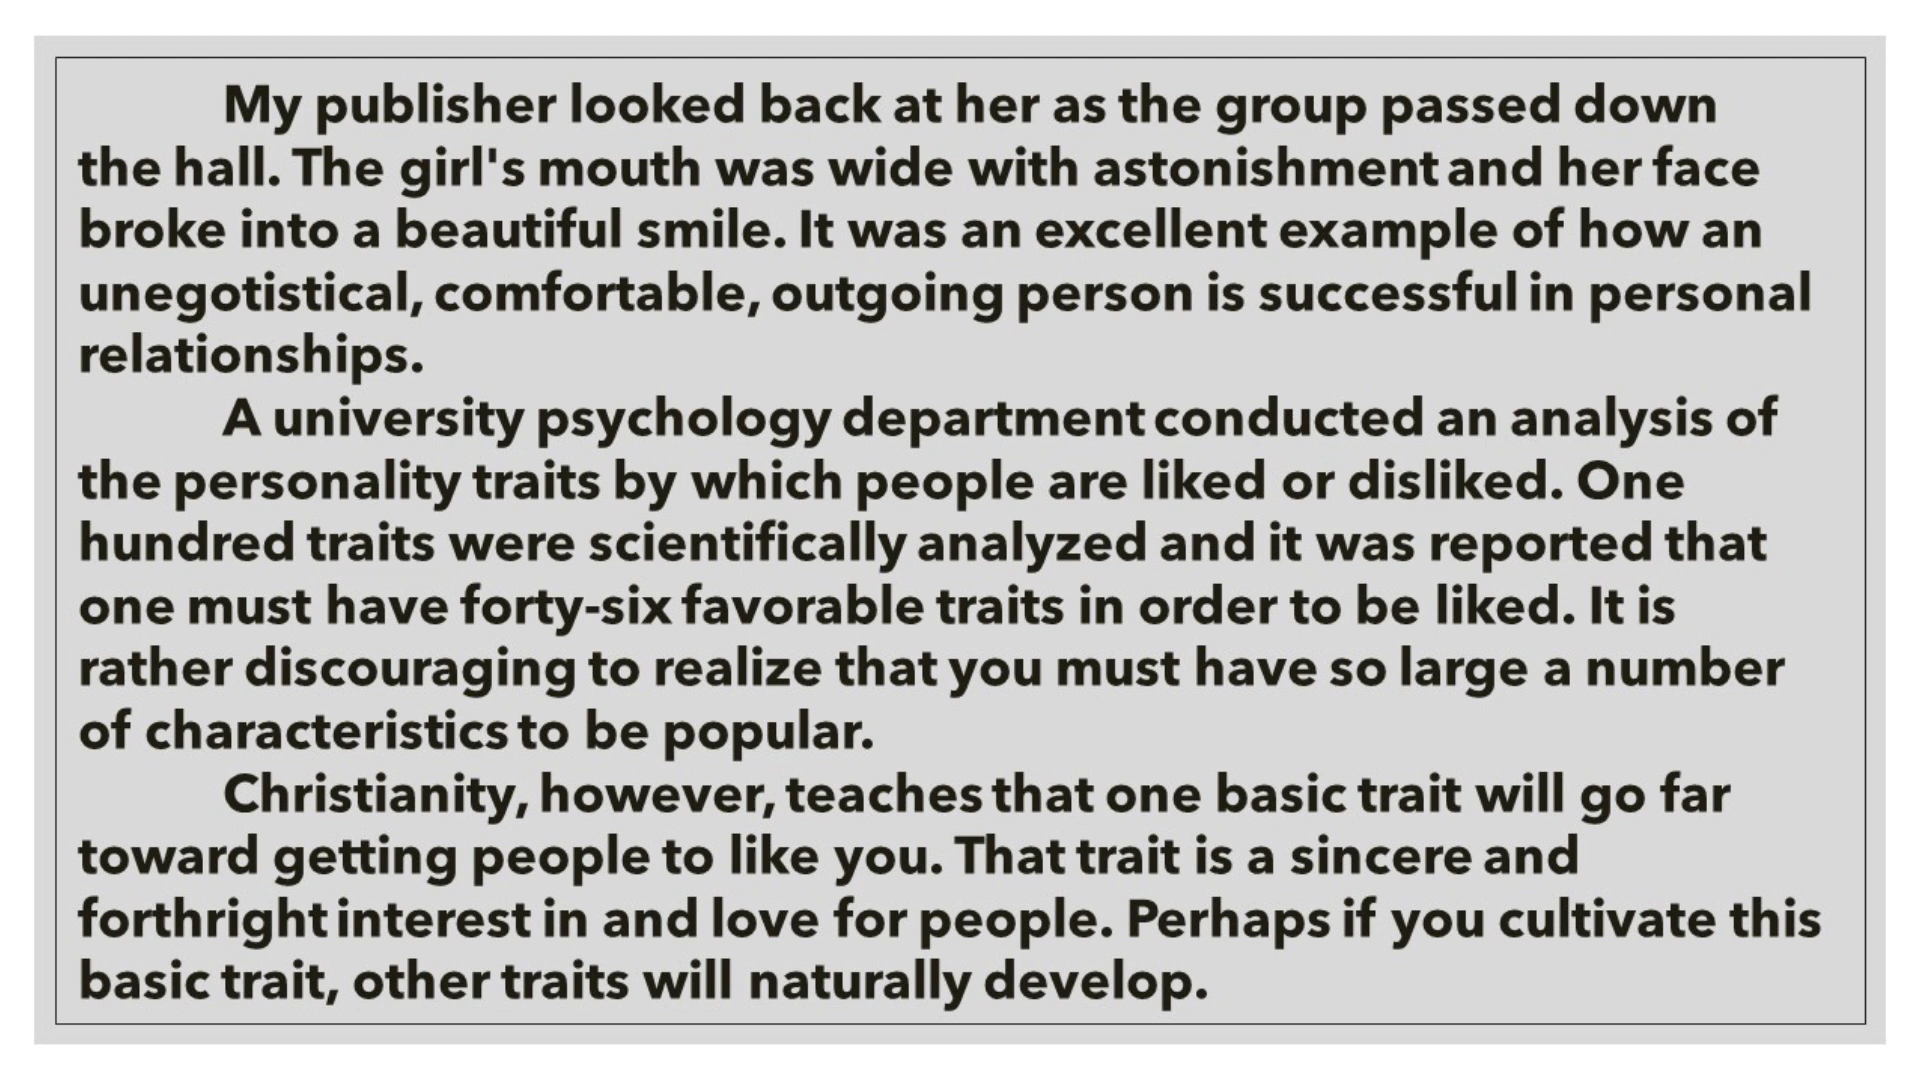 My publisher looked back at her as the group passed down
the hall. The girl's mouth was wide with astonishment and her face
broke into a beautiful smile. It was an excellent example of how an
unegotistical, comfortable, outgoing person is successful in personal
relationships.
A university psychology department conducted an analysis of
the personality traits by which people are liked or disliked. One
hundred traits were scientifically analyzed and it was reported that
one must have forty-six favorable traits in order to be liked. It is
rather discouraging to realize that you must have so large a number
of characteristics to be popular.
Christianity, however, teaches that one basic trait will go far
toward getting people to like you. That trait is a sincere and
forthright interest in and love for people. Perhaps if you cultivate this
basic trait, other traits will naturally develop.